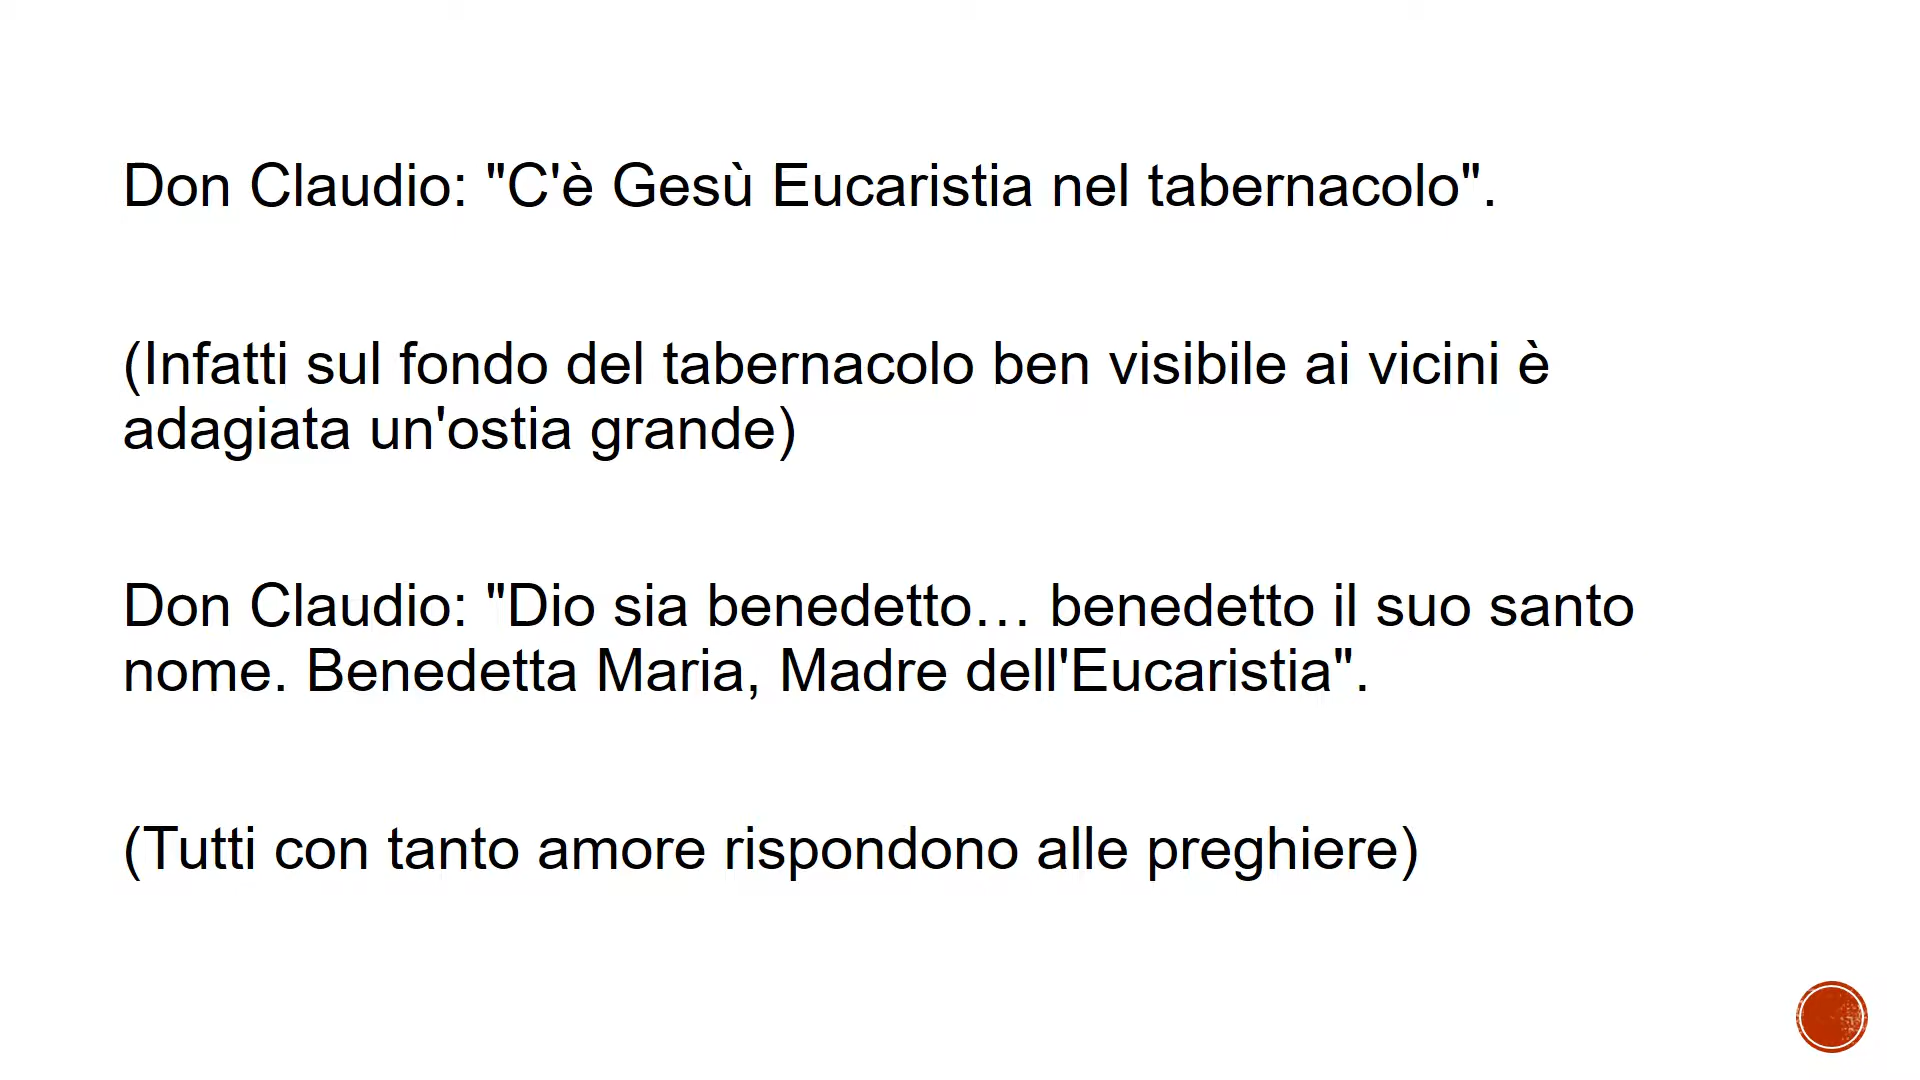 Don Claudio: "C'è Gesù Eucaristia nel tabernacolo".
(Infatti sul fondo del tabernacolo ben visibile ai vicini è
adagiata un'ostia grande)
Don Claudio: "Dio sia benedetto… benedetto il suo santo
nome. Benedetta Maria, Madre dell'Eucaristia".
(Tutti con tanto amore rispondono alle preghiere)